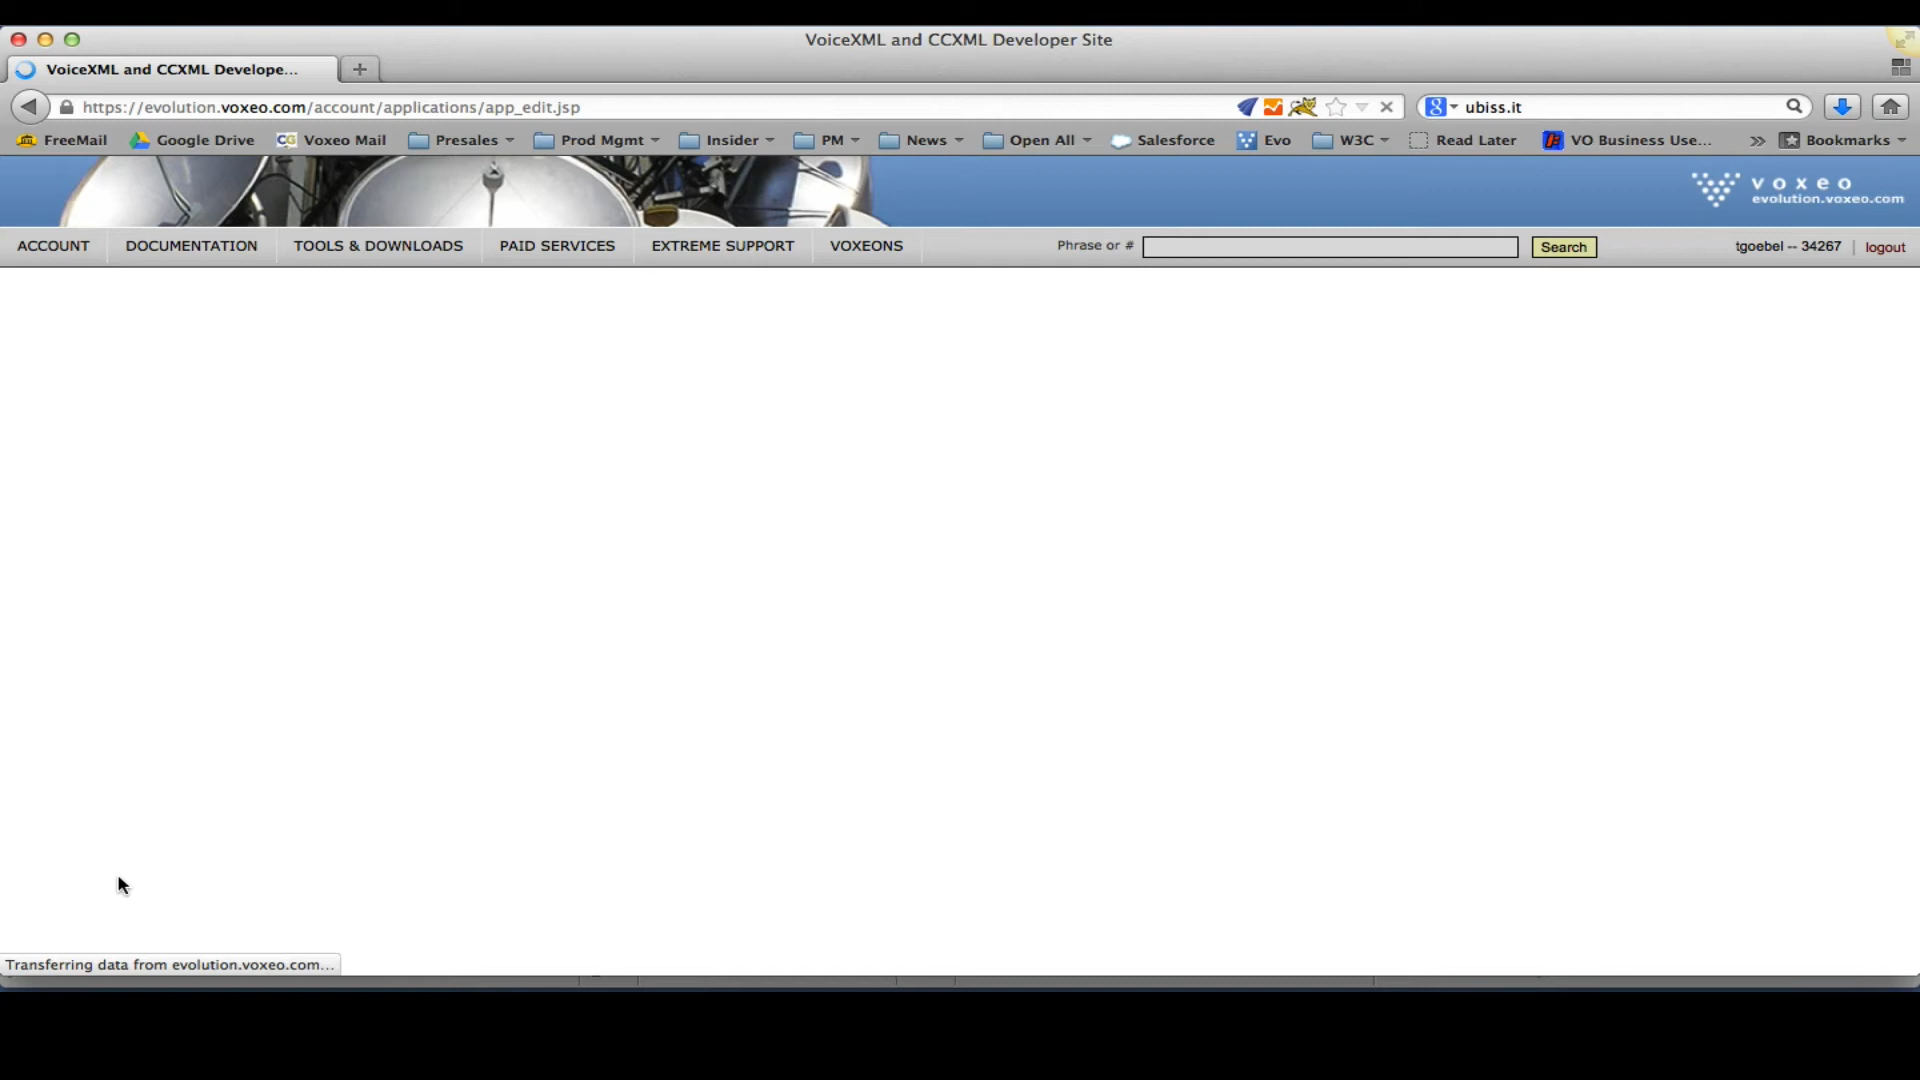 VoiceXML and CCXML Developer Site
VoiceXML and CCXML Develope...
https://evolution.voxeo.com/account/applications/app_edit.jsp
ubiss.it
FreeMail Google Drive Voxeo Mail Presales Prod Mgmt Insider PM News Open All Salesforce Evo W3C Read Later VO Business Use... Bookmarks
voxeo
evolution.voxeo.com
ACCOUNT DOCUMENTATION TOOLS & DOWNLOADS PAID SERVICES EXTREME SUPPORT VOXEONS Phrase or # Search tgoebel -- 34267 | logout
Transferring data from evolution.voxeo.com...